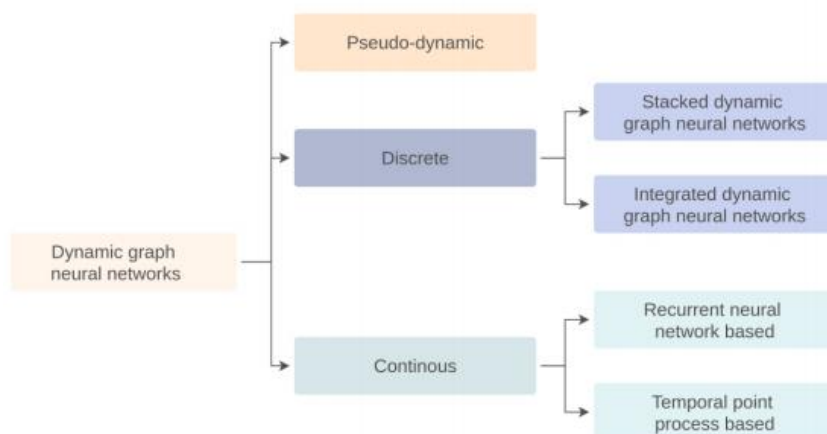 Pseudo-dynamic
Stacked dynamic
graph neural networks
Discrete
Integrated dynamic
graph neural networks
Dynamic graph
neural networks
Recurrent neural
network based
Continous
Temporal point
process based